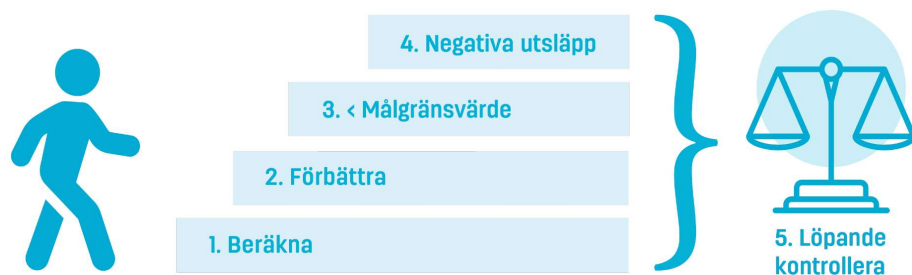 4. Negativa utsläpp
3. < Målgränsvärde
2. Förbättra
1. Beräkna
5. Löpande
kontrollera